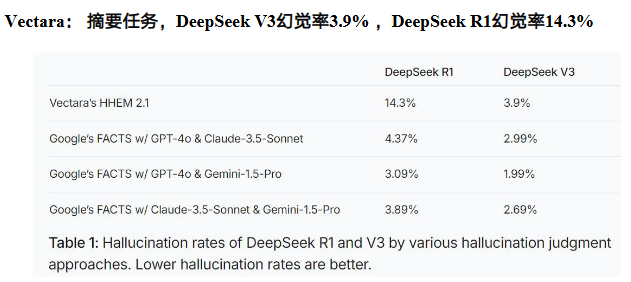 Vectara： 摘要任务，DeepSeek V3幻觉率3.9% ，DeepSeek R1幻觉率14.3%
DeepSeek R1 DeepSeek V3
Vectara's HHEM 2.1 14.3% 3.9%
Google's FACTS w/ GPT-4o & Claude-3.5-Sonnet 4.37% 2.99%
Google's FACTS w/ GPT-4o & Gemini-1.5-Pro 3.09% 1.99%
Google's FACTS w/ Claude-3.5-Sonnet & Gemini-1.5-Pro 3.89% 2.69%
Table 1: Hallucination rates of DeepSeek R1 and V3 by various hallucination judgment
approaches. Lower hallucination rates are better.